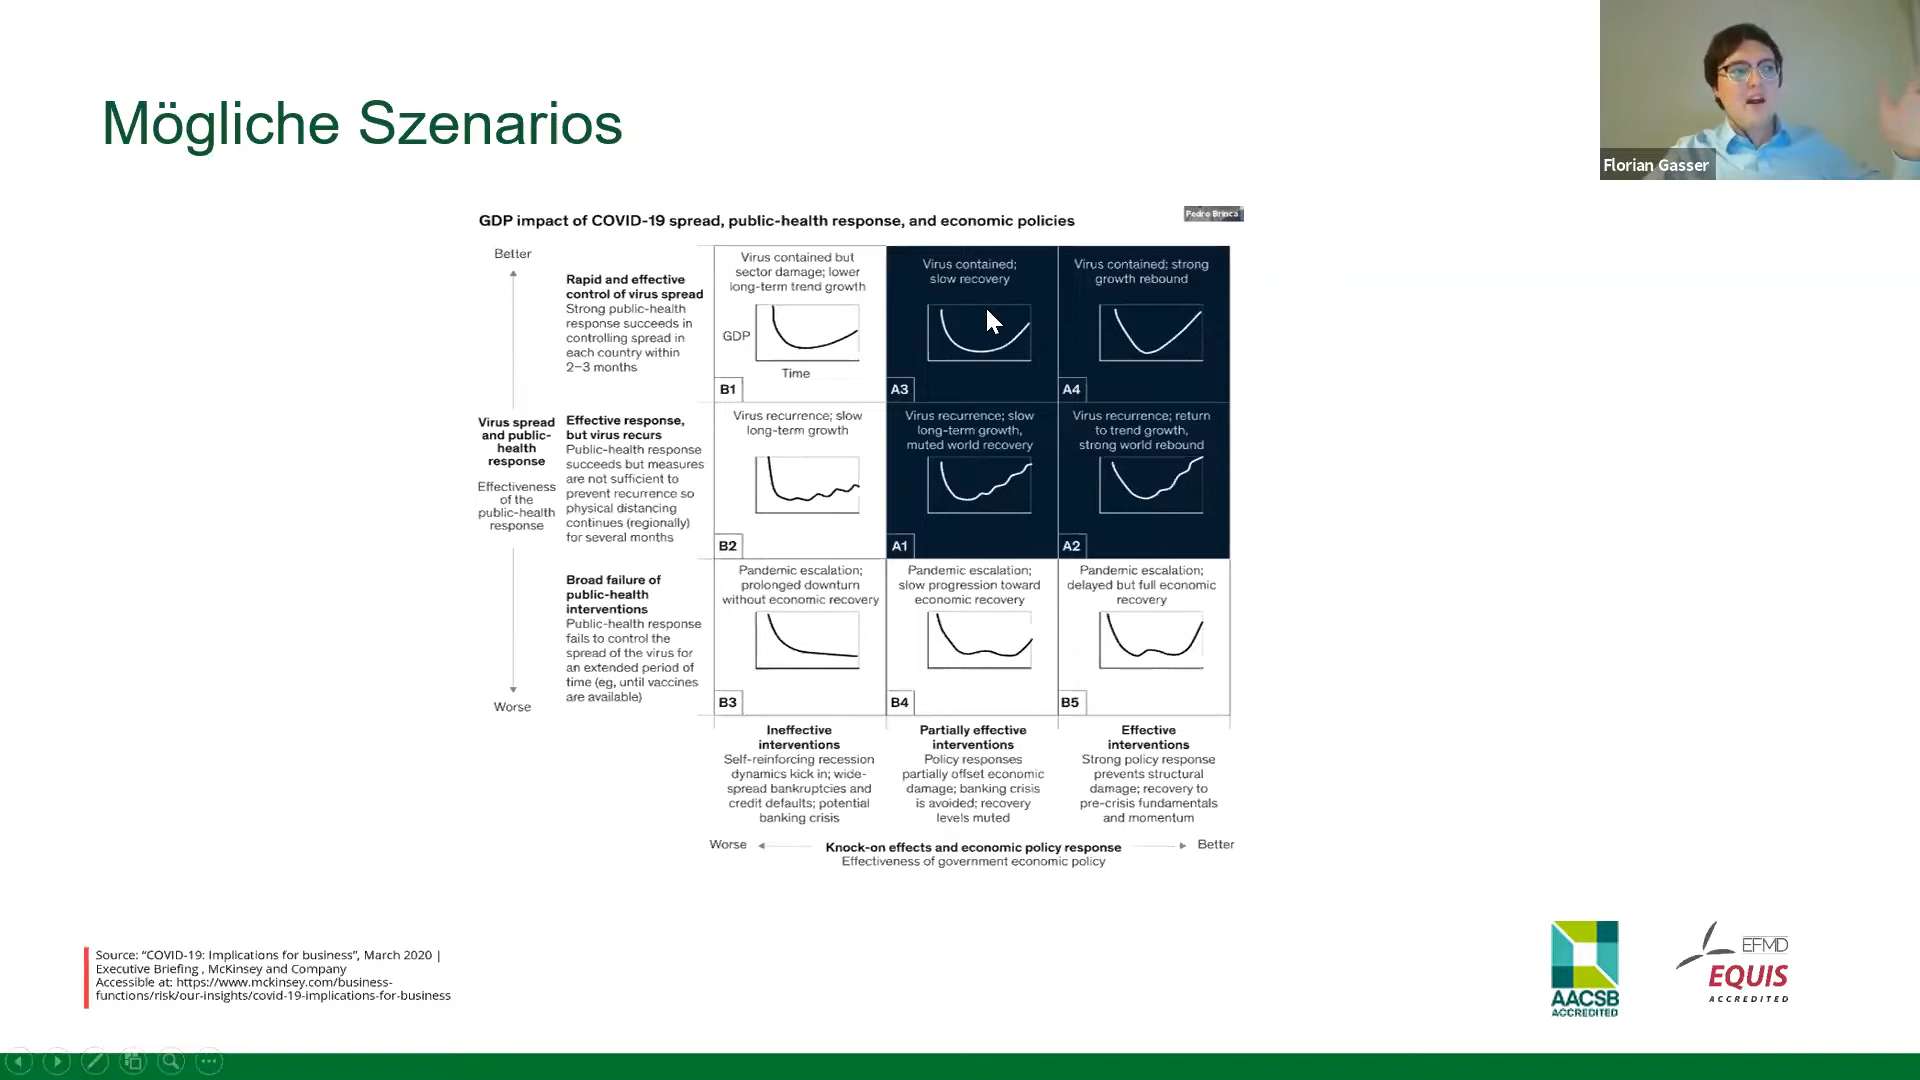 Mögliche Szenarios
Florian Gasser
GDP impact of COVID-19 spread, public-health response, and economic policies
Pedro Brinca
Better
Rapid and effective
control of virus spread
Strong public-health
response succeeds in
controlling spread in
each country within
2–3 months
Virus contained but
sector damage; lower
long-term trend growth
GDP
Time
B1
Virus contained;
slow recovery
A3
Virus contained; strong
growth rebound
A4
Virus spread
and public-
health
response
Effectiveness
of the
public-health
response
Effective response,
but virus recurs
Public-health response
succeeds but measures
are not sufficient to
prevent recurrence so
physical distancing
continues (regionally)
for several months
Virus recurrence; slow
long-term growth
B2
Virus recurrence; slow
long-term growth,
muted world recovery
A1
Virus recurrence; return
to trend growth,
strong world rebound
A2
Broad failure of
public-health
interventions
Public-health response
fails to control the
spread of the virus for
an extended period of
time (eg, until vaccines
are available)
Worse
Pandemic escalation;
prolonged downturn
without economic recovery
B3
Pandemic escalation;
slow progression toward
economic recovery
B4
Pandemic escalation;
delayed but full economic
recovery
B5
Ineffective
interventions
Self-reinforcing recession
dynamics kick in; wide-
spread bankruptcies and
credit defaults; potential
banking crisis
Partially effective
interventions
Policy responses
partially offset economic
damage; banking crisis
is avoided; recovery
levels muted
Effective
interventions
Strong policy response
prevents structural
damage; recovery to
pre-crisis fundamentals
and momentum
Worse
Knock-on effects and economic policy response
Better
Effectiveness of government economic policy
Source: “COVID-19: Implications for business”, March 2020 |
Executive Briefing , McKinsey and Company
Accessible at: https://www.mckinsey.com/business-
functions/risk/our-insights/covid-19-implications-for-business
AACSB
ACCREDITED
EFMD
EQUIS
ACCREDITED